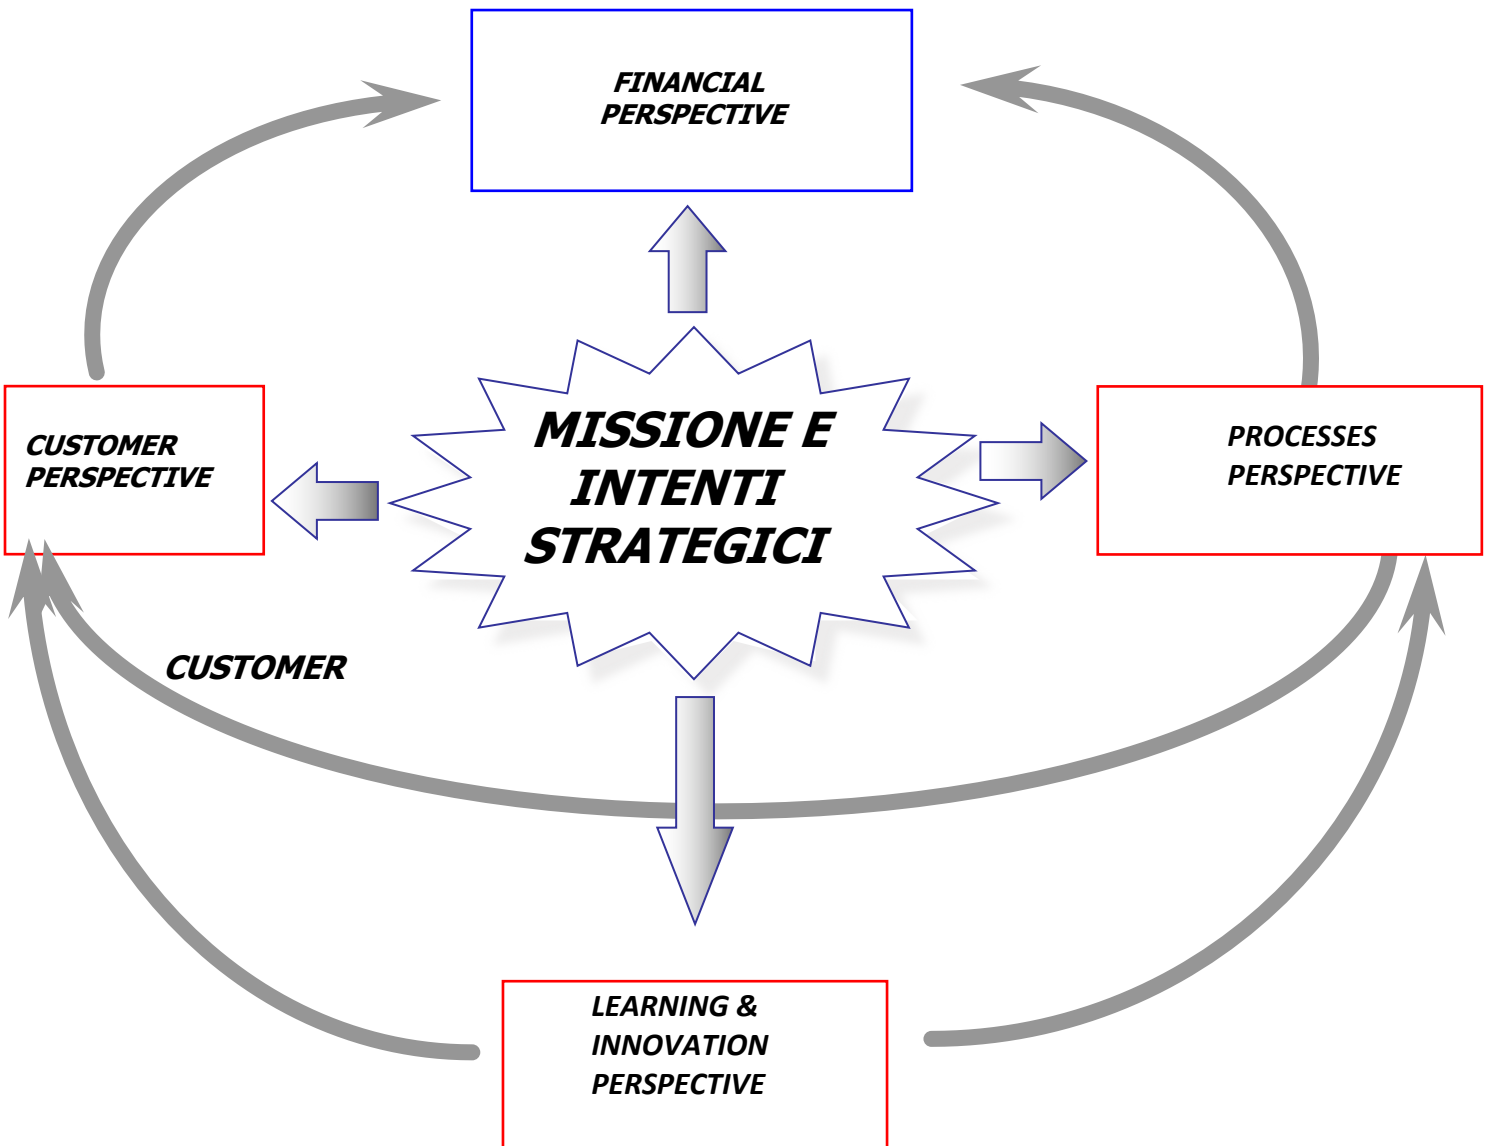 FINANCIAL
PERSPECTIVE
MISSIONE E
INTENTI
STRATEGICI
CUSTOMER
PERSPECTIVE
PROCESSES
PERSPECTIVE
CUSTOMER
LEARNING &
INNOVATION
PERSPECTIVE